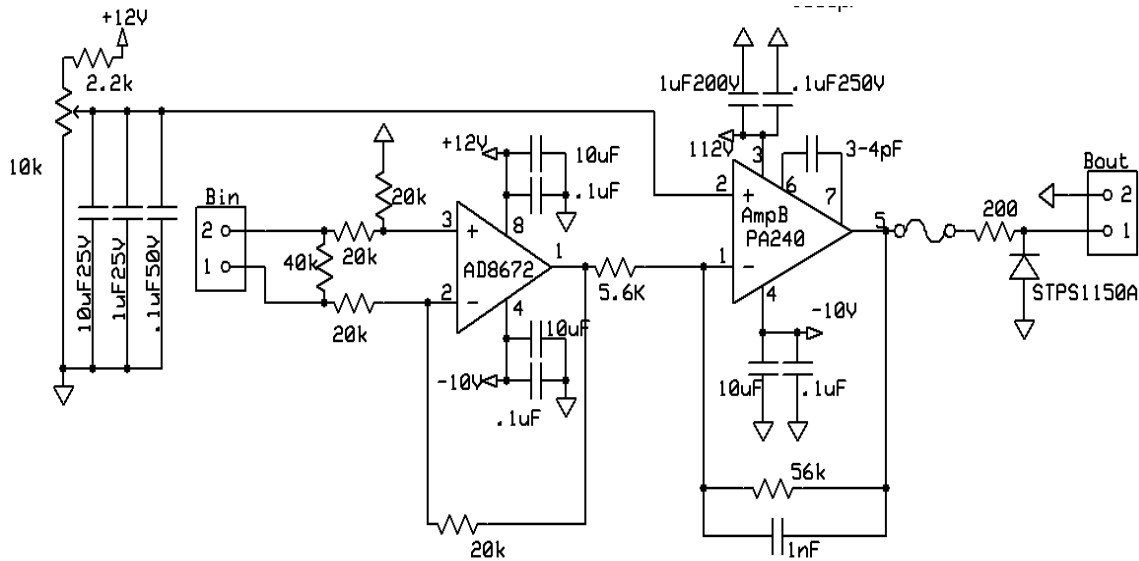 +12V
2.2k
10k
10uF25V
1uF25V
.1uF50V
Bin
2
1
40k
20k
20k
20k
+12V
10uF
.1uF
3
+
8
AD8672
1
2
−
4
10uF
-10V
.1uF
20k
5.6K
1uF200V
.1uF250V
112V
3
3-4pF
2
+
6
7
AmpB
PA240
5
1
−
4
-10V
10uF
.1uF
56k
1nF
200
Bout
2
1
STPS1150A